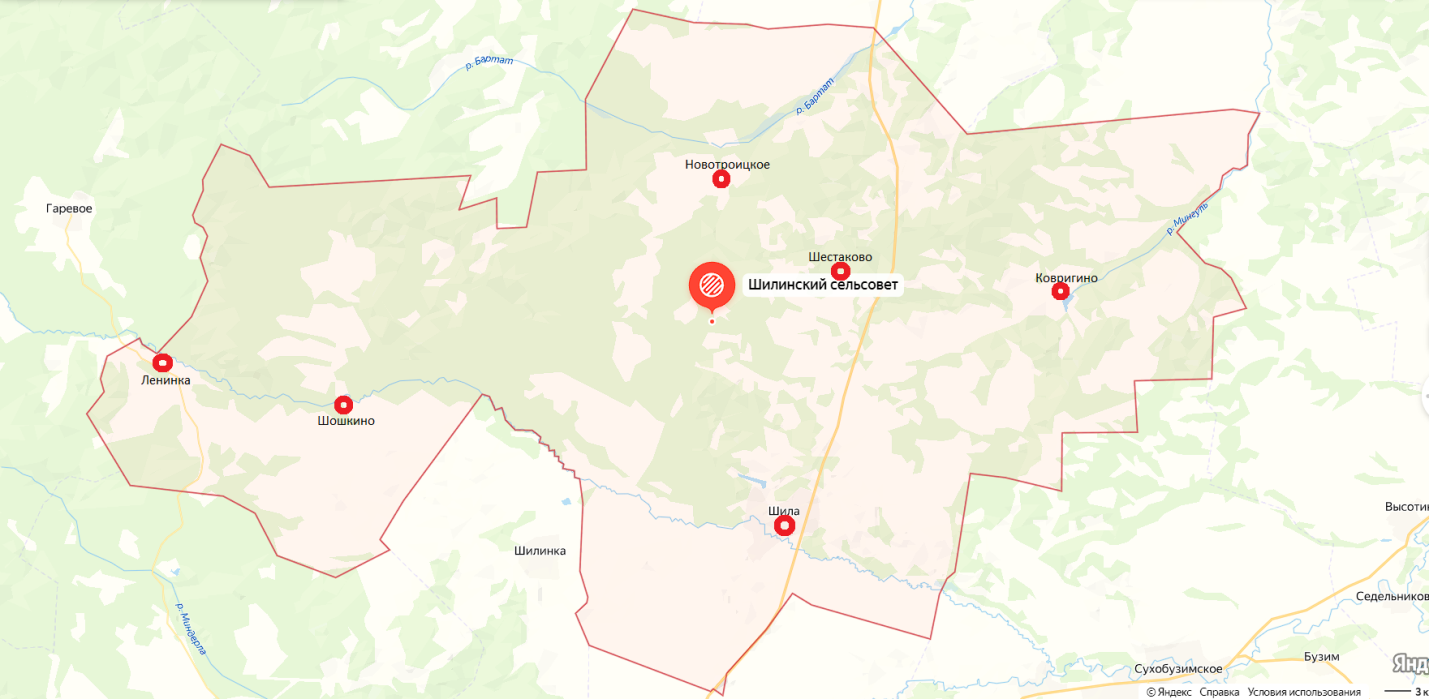 р. Бартат
р. Бартат
Новотроицкое
Гаревое
р. Мингуль
Шестаково
Ковригино
Шилинский сельсовет
Ленинка
Шошкино
Шила
Шилинка
р. Миндерла
Сухобузимское
Бузим
© Яндекс Справка Условия использования